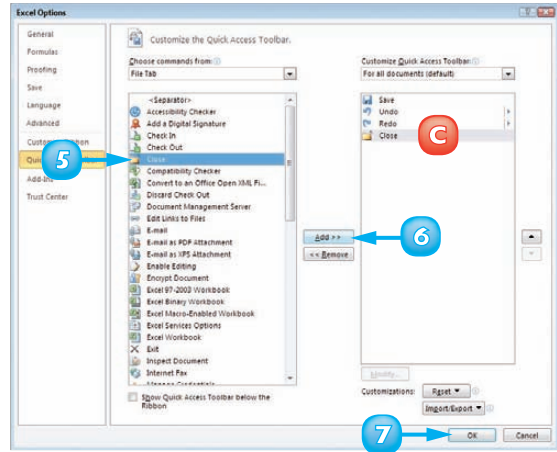 Excel Options
General
Formulas
Proofing
Save
Language
Advanced
Customize Ribbon
Quick
Add-Ins
Trust Center
Customize the Quick Access Toolbar.
Choose commands from:
File Tab
<Separator>
Accessibility Checker
Add a Digital Signature
Check In
Check Out
Close
Compatibility Checker
Convert to an Office Open XML Fi...
Discard Check Out
Document Management Server
Edit Links to Files
E-mail
E-mail as PDF Attachment
E-mail as XPS Attachment
Enable Editing
Encrypt Document
Excel 97-2003 Workbook
Excel Binary Workbook
Excel Macro-Enabled Workbook
Excel Services Options
Excel Workbook
Exit
Inspect Document
Internet Fax
Manage Credentials
Show Quick Access Toolbar below the
Ribbon
Add >>
<< Remove
Customize Quick Access Toolbar:
For all documents (default)
Save
Undo
Redo
Close
Modify...
Customizations:
Reset
Import/Export
OK
Cancel
5
6
7
C